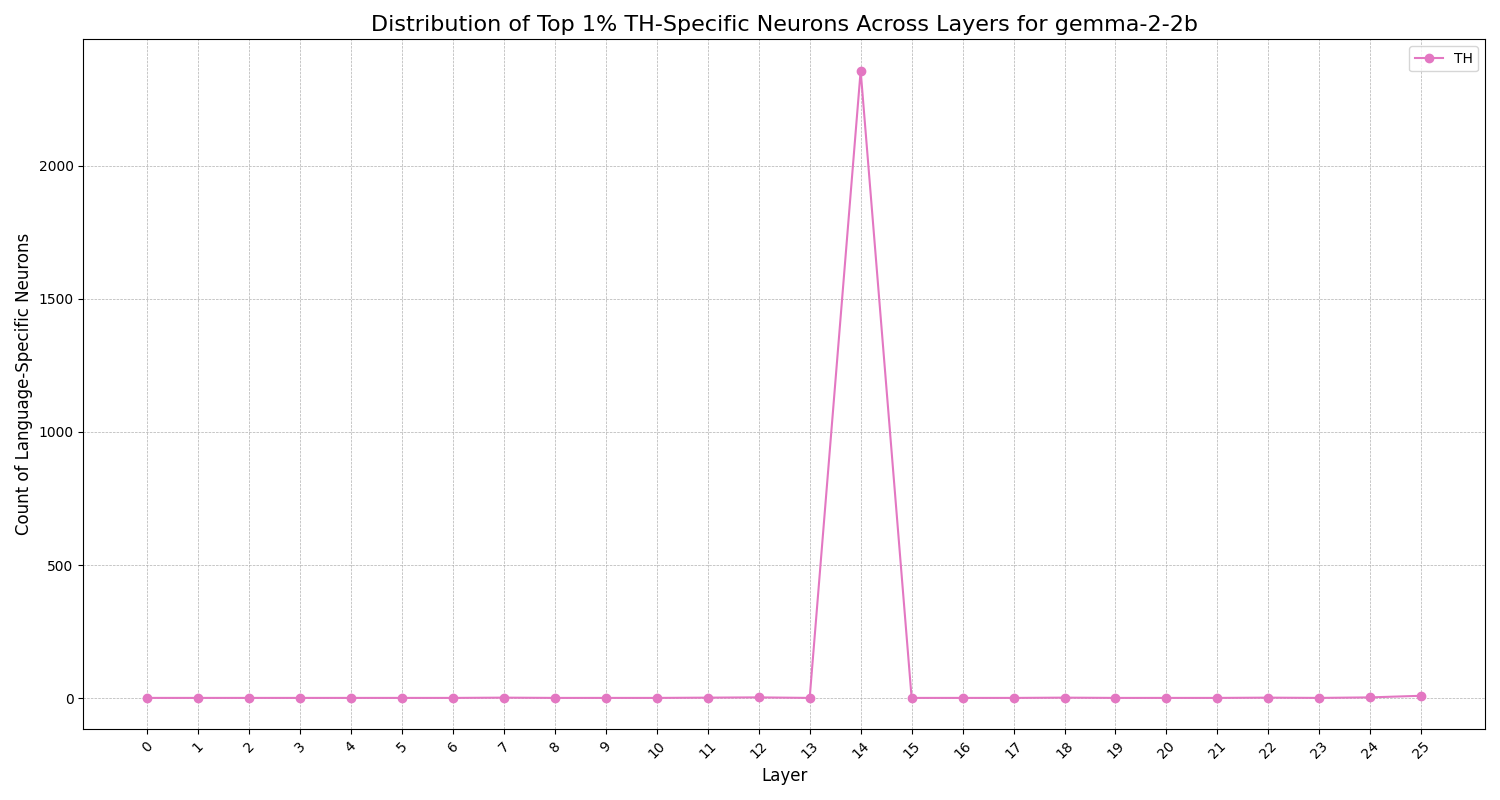 Distribution of Top 1% TH-Specific Neurons Across Layers for gemma-2-2b
TH
Count of Language-Specific Neurons
2000
1500
1000
500
0
0 1 2 3 4 5 6 7 8 9 10 11 12 13 14 15 16 17 18 19 20 21 22 23 24 25
Layer